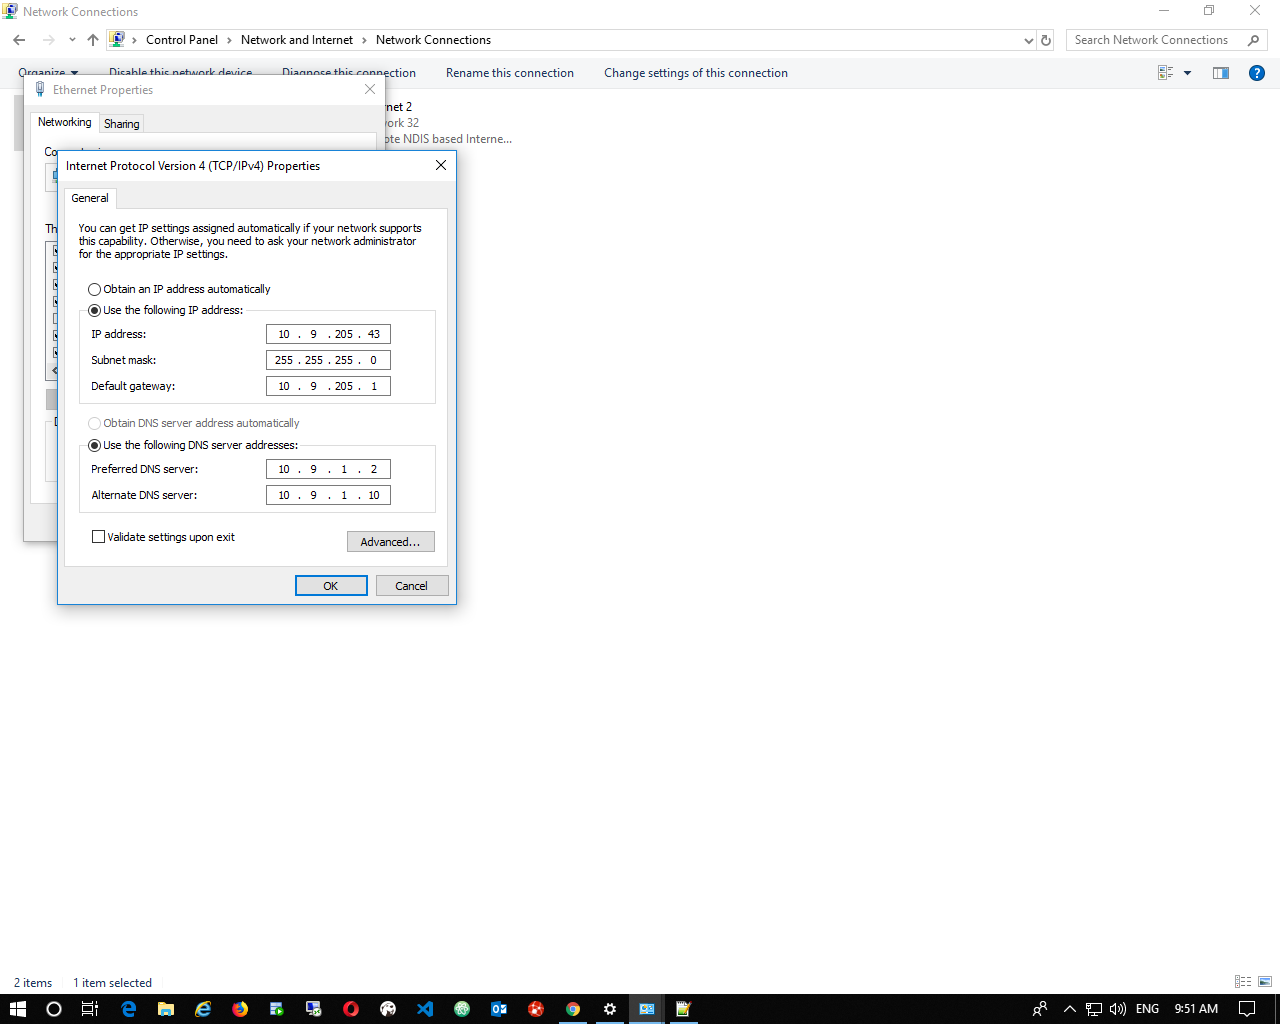 Network Connections
Control Panel > Network and Internet > Network Connections
Search Network Connections
Organize Disable this network device Diagnose this connection Rename this connection Change settings of this connection
Ethernet Properties
rnet 2
ork 32
ote NDIS based Interne...
Networking Sharing
Internet Protocol Version 4 (TCP/IPv4) Properties
General
You can get IP settings assigned automatically if your network supports
this capability. Otherwise, you need to ask your network administrator
for the appropriate IP settings.
Obtain an IP address automatically
Use the following IP address:
IP address: 10 . 9 . 205 . 43
Subnet mask: 255 . 255 . 255 . 0
Default gateway: 10 . 9 . 205 . 1
Obtain DNS server address automatically
Use the following DNS server addresses:
Preferred DNS server: 10 . 9 . 1 . 2
Alternate DNS server: 10 . 9 . 1 . 10
Validate settings upon exit
Advanced...
OK Cancel
2 items 1 item selected
ENG 9:51 AM